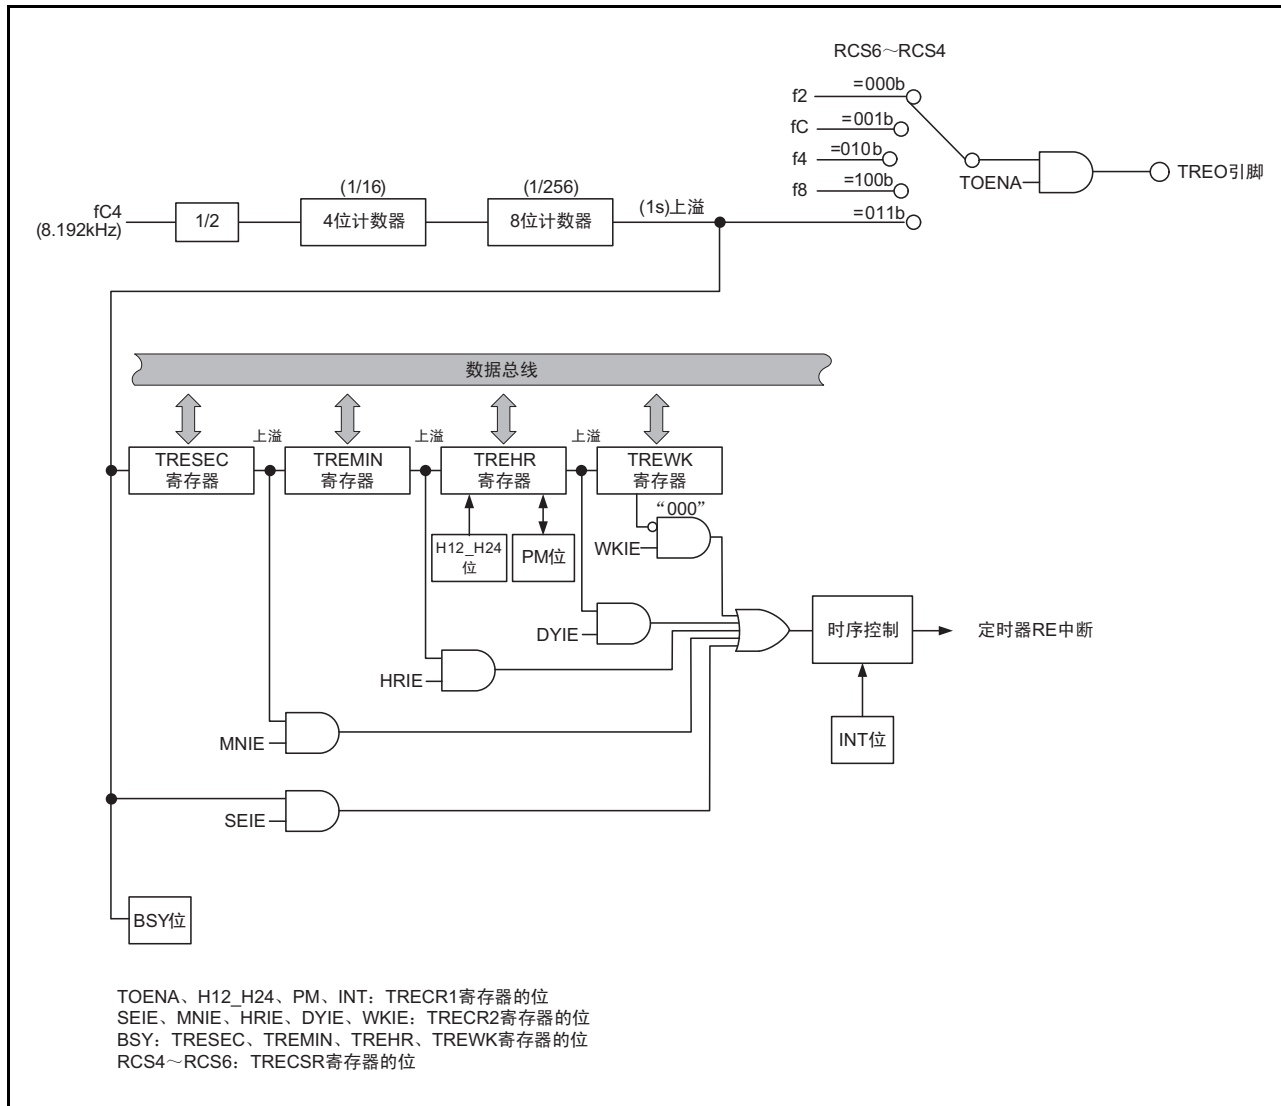 RCS6～RCS4
f2
=000b
fC
=001b
f4
=010b
TOENA
TREO引脚
f8
=100b
=011b
fC4
(8.192kHz)
1/2
(1/16)
4位计数器
(1/256)
8位计数器
(1s)上溢
数据总线
TRESEC
寄存器
上溢
TREMIN
寄存器
上溢
TREHR
寄存器
上溢
TREWK
寄存器
“000”
H12_H24
位
PM位
WKIE
DYIE
HRIE
MNIE
SEIE
时序控制
定时器RE中断
INT位
BSY位
TOENA、H12_H24、PM、INT：TRECR1寄存器的位
SEIE、MNIE、HRIE、DYIE、WKIE：TRECR2寄存器的位
BSY：TRESEC、TREMIN、TREHR、TREWK寄存器的位
RCS4～RCS6：TRECSR寄存器的位